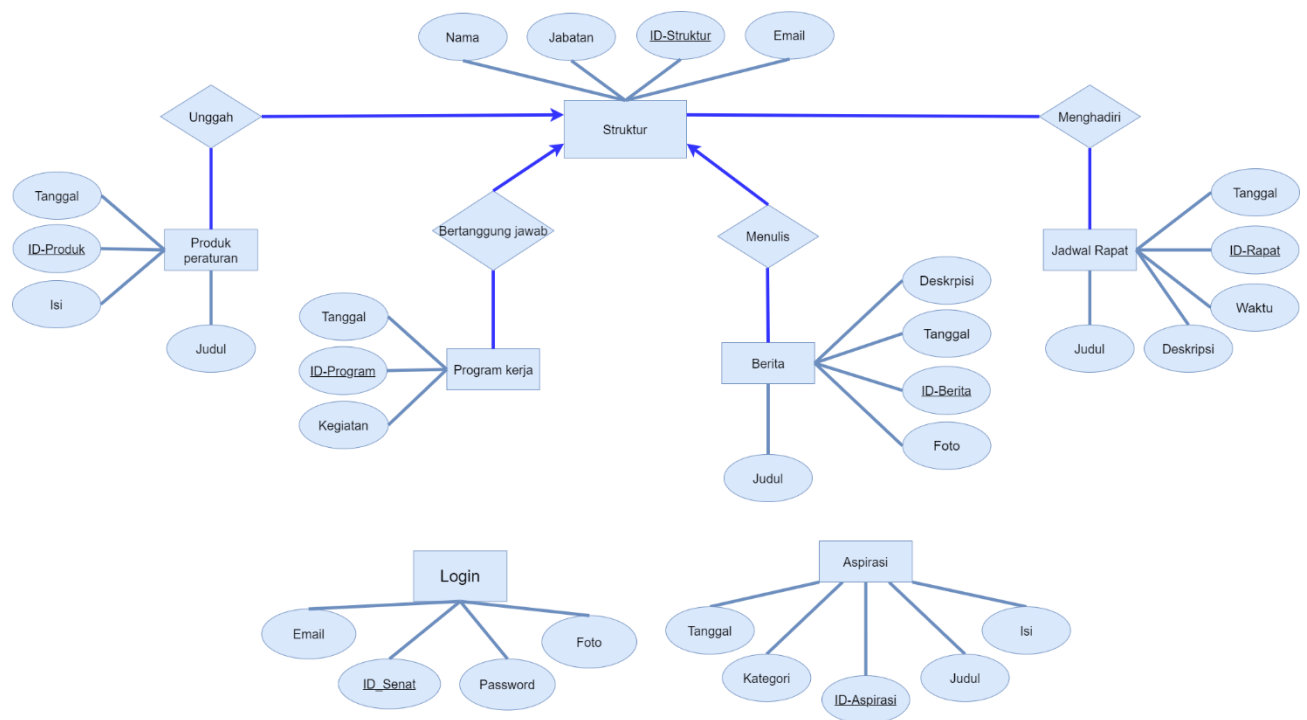 Nama
Jabatan
ID-Struktur
Email
Unggah
Struktur
Menghadiri
Tanggal
ID-Produk
Isi
Produk
peraturan
Judul
Bertanggung jawab
Tanggal
ID-Program
Kegiatan
Program kerja
Menulis
Deskrpisi
Tanggal
ID-Berita
Foto
Berita
Judul
Jadwal Rapat
Tanggal
ID-Rapat
Waktu
Deskripsi
Judul
Login
Email
ID_Senat
Password
Foto
Aspirasi
Tanggal
Kategori
ID-Aspirasi
Judul
Isi